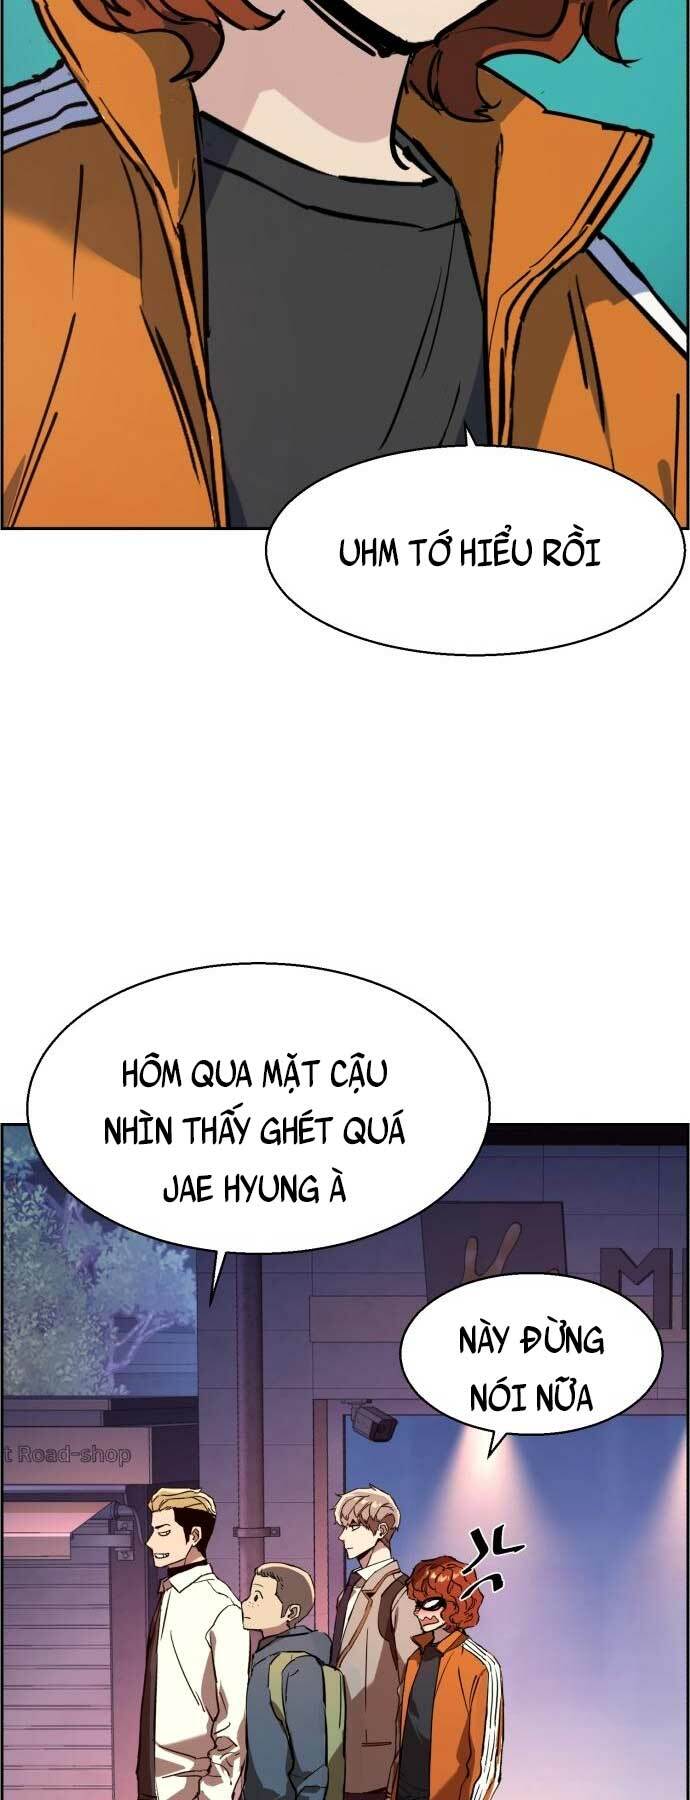 UHM TỚ HIỂU RỒI
HÔM QUA MẶT CẬU
NHÌN THẤY GHÉT QUÁ
JAE HYUNG À
NÀY ĐỪNG
NÓI NỮA
t Road-shop